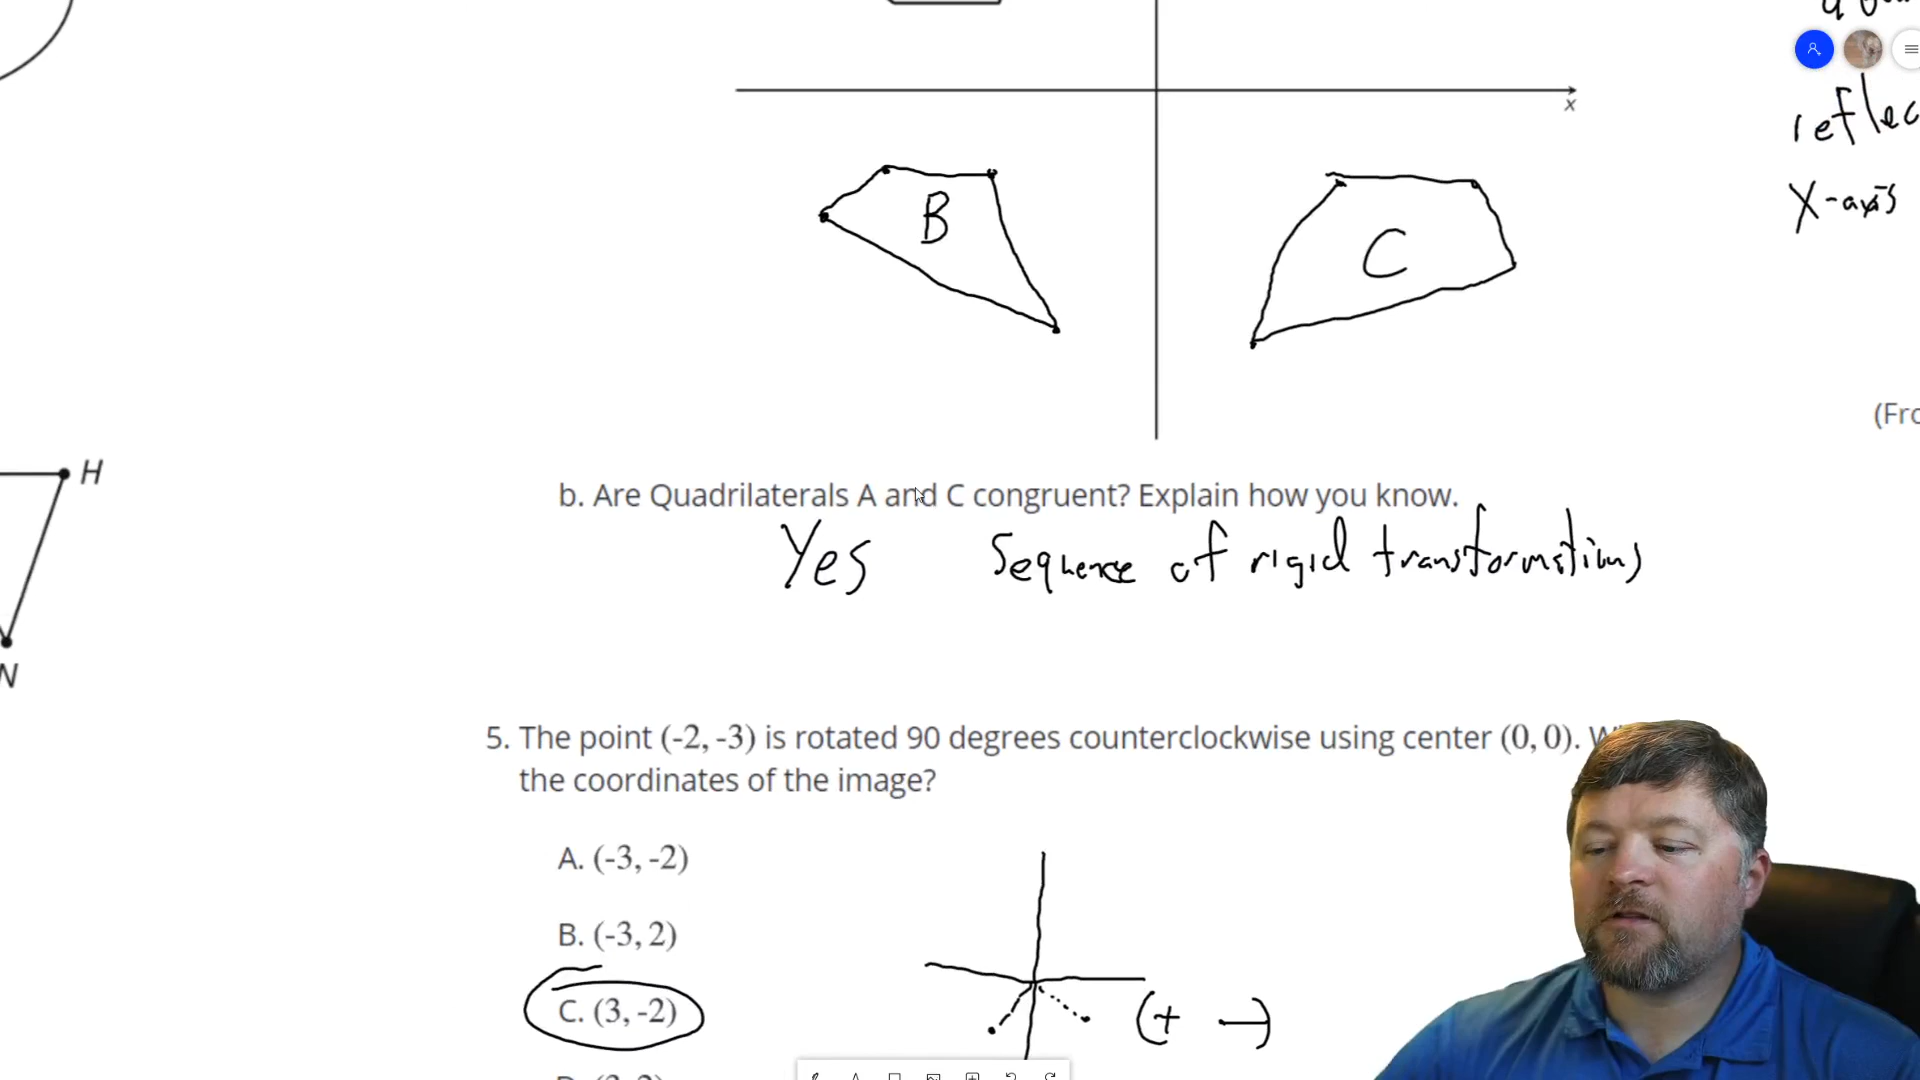 x
reflec
X-axis
B
C
(Fro
H
b. Are Quadrilaterals A and C congruent? Explain how you know.
Yes Sequence of rigid transformations
N
5. The point (-2, -3) is rotated 90 degrees counterclockwise using center (0, 0). W
the coordinates of the image?
A. (-3, -2)
B. (-3, 2)
C. (3, -2)
(+ -)